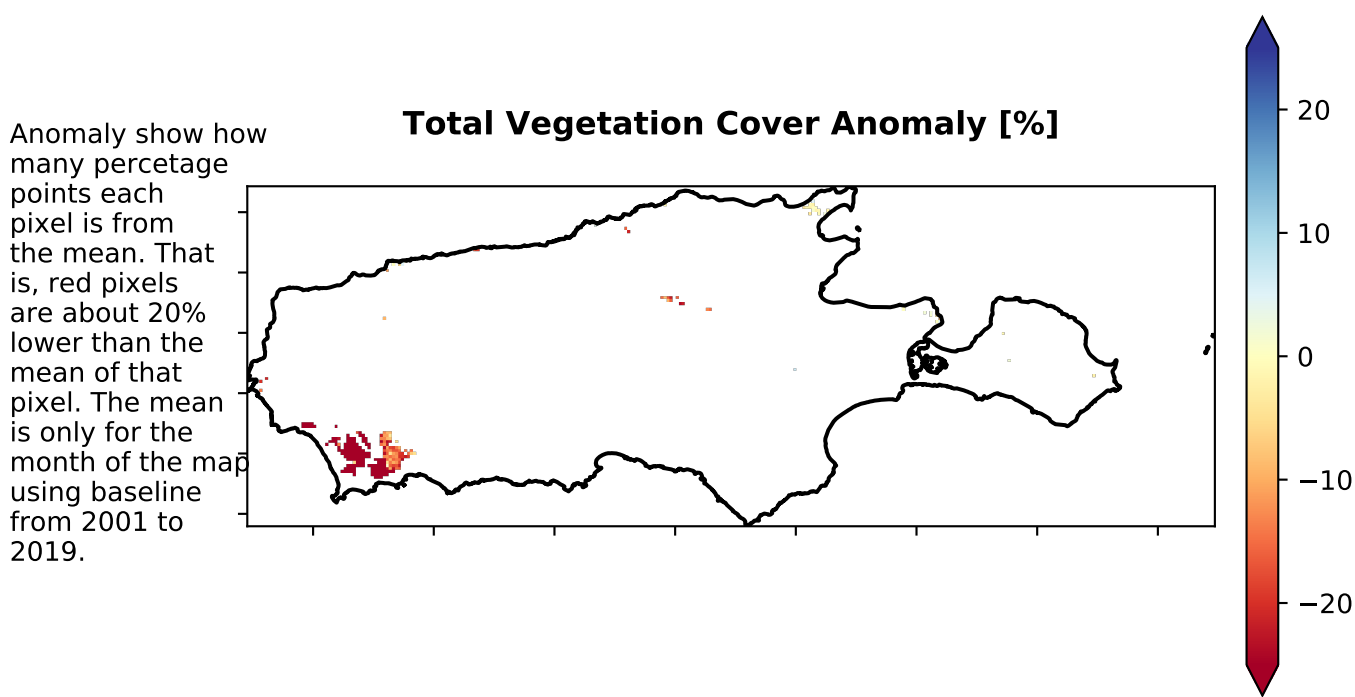 Total Vegetation Cover Anomaly [%]
Anomaly show how
many percetage
points each
pixel is from
the mean. That
is, red pixels
are about 20%
lower than the
mean of that
pixel. The mean
is only for the
month of the map
using baseline
from 2001 to
2019.
20
10
0
−10
−20